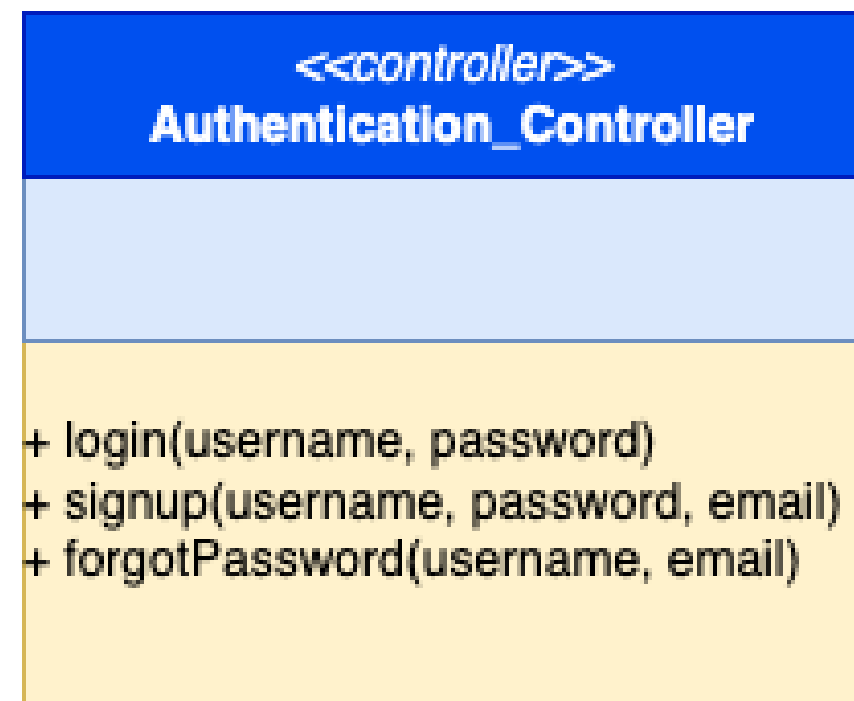 <<controller>>
Authentication_Controller
+ login(username, password)
+ signup(username, password, email)
+ forgotPassword(username, email)